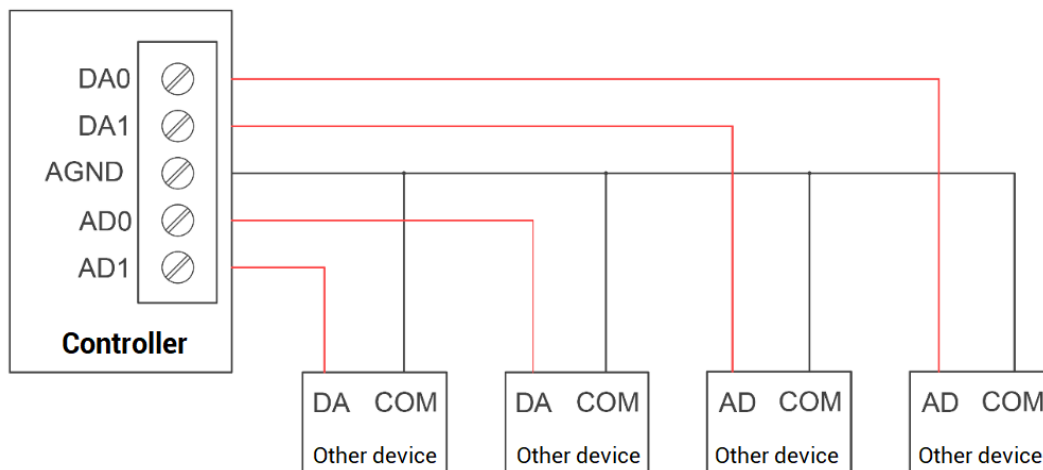 DA0
DA1
AGND
AD0
AD1
Controller
DA COM
Other device
DA COM
Other device
AD COM
Other device
AD COM
Other device